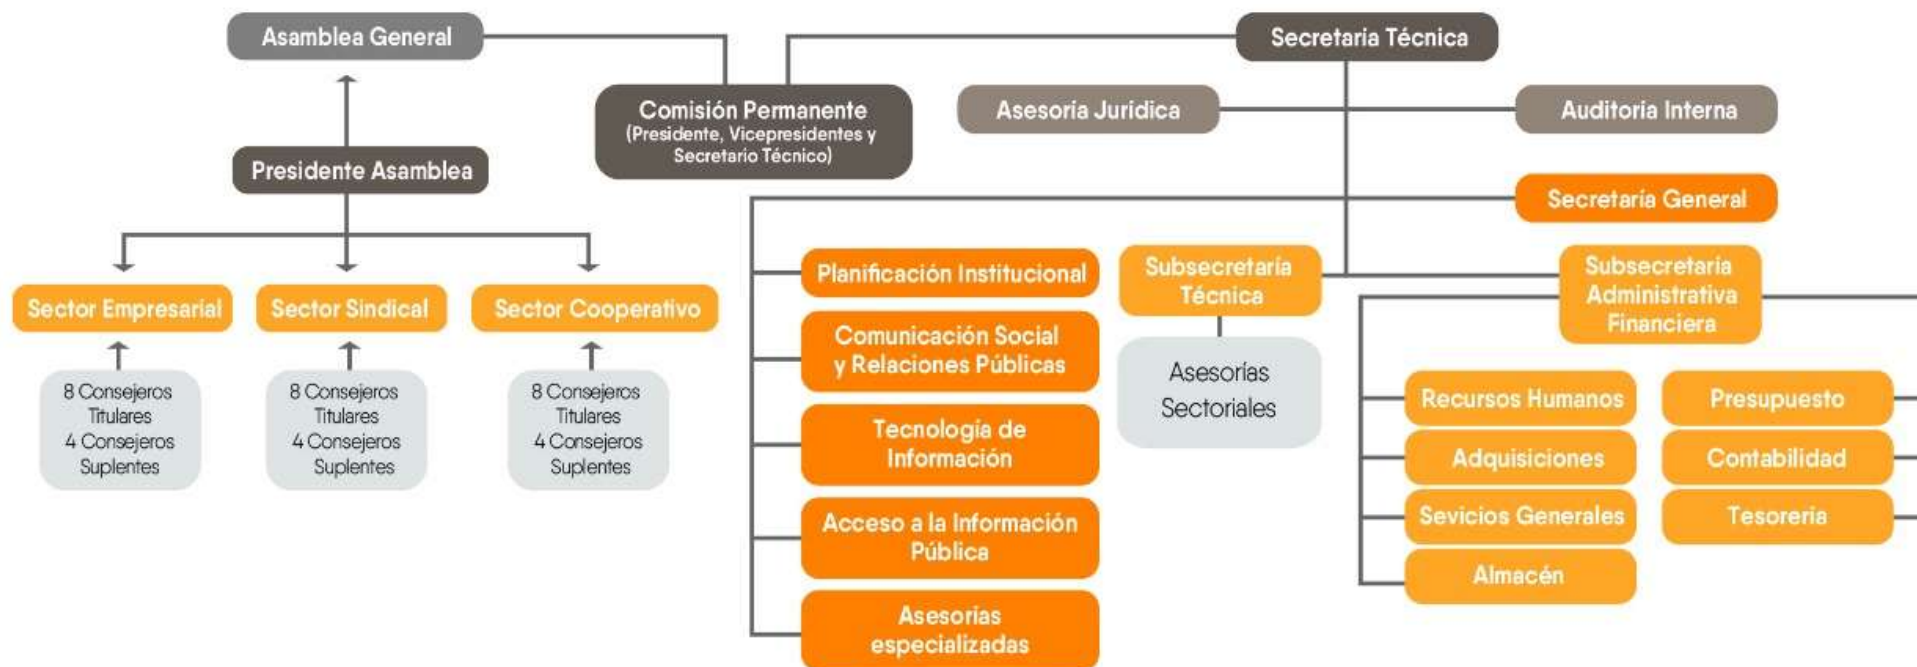 Asamblea General
Secretaría Técnica
Comisión Permanente
(Presidente, Vicepresidentes y
Secretario Técnico)
Asesoría Jurídica
Auditoría Interna
Presidente Asamblea
Secretaría General
Sector Empresarial
Sector Sindical
Sector Cooperativo
8 Consejeros
Titulares
4 Consejeros
Suplentes
8 Consejeros
Titulares
4 Consejeros
Suplentes
8 Consejeros
Titulares
4 Consejeros
Suplentes
Planificación Institucional
Comunicación Social
y Relaciones Públicas
Tecnología de
Información
Acceso a la Información
Pública
Asesorías
especializadas
Subsecretaría
Técnica
Asesorías
Sectoriales
Subsecretaría
Administrativa
Financiera
Recursos Humanos
Adquisiciones
Sevicios Generales
Almacén
Presupuesto
Contabilidad
Tesorería